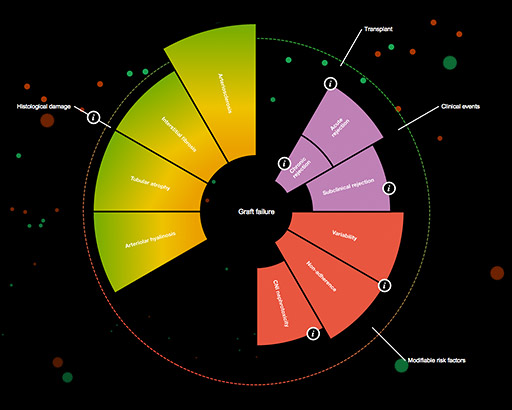 Transplant
Histological damage
Clinical events
Arteriosclerosis
Interstitial fibrosis
Tubular atrophy
Arteriolar hyalinosis
Graft failure
Acute
rejection
Chronic
rejection
Subclinical rejection
Variability
Non-adherence
CNI nephrotoxicity
Modifiable risk factors
i
i
i
i
i
i